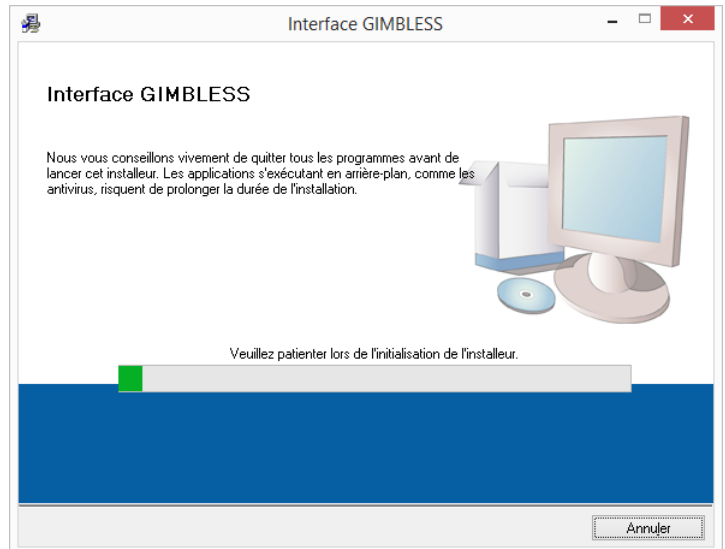 Interface GIMBLESS
Interface GIMBLESS
Nous vous conseillons vivement de quitter tous les programmes avant de
lancer cet installeur. Les applications s'exécutant en arrière-plan, comme les
antivirus, risquent de prolonger la durée de l'installation.
Veuillez patienter lors de l'initialisation de l'installeur.
Annuler